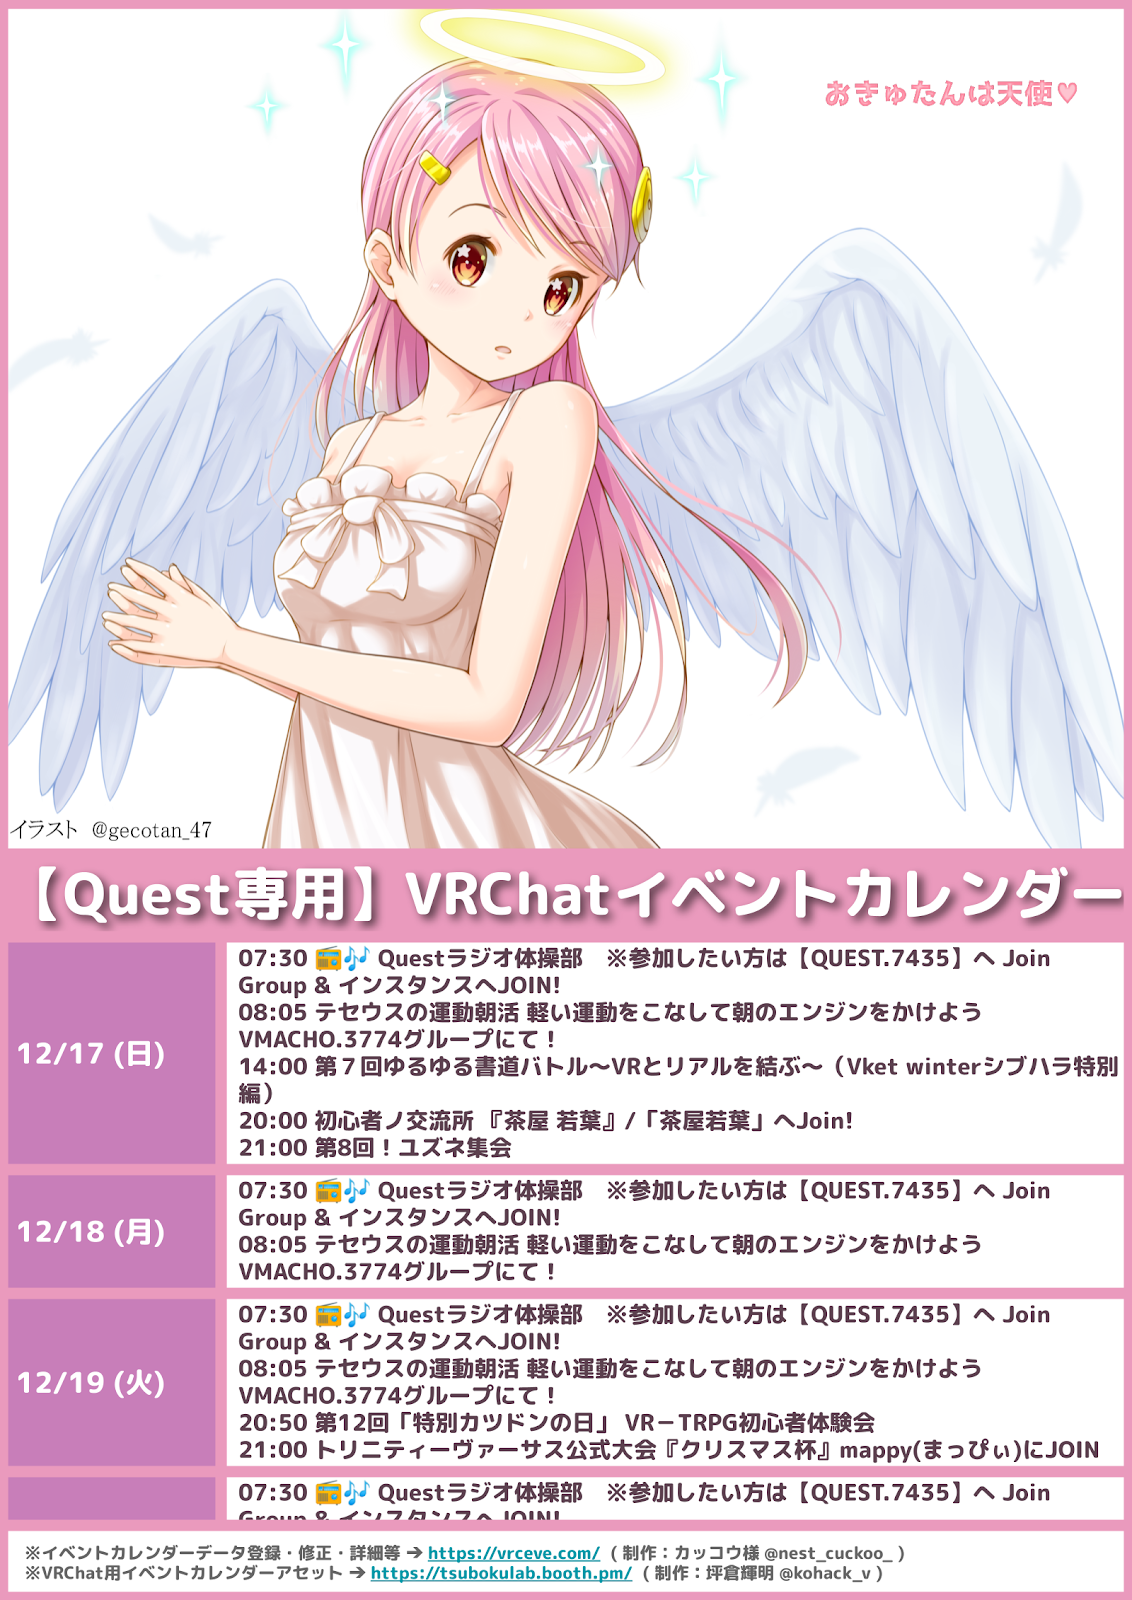 おきゅたんは天使♥
イラスト @gecotan_47
【Quest専用】VRChatイベントカレンダー
12/17 (日)
07:30 📻🎶 Questラジオ体操部　※参加したい方は【QUEST.7435】へ Join
Group & インスタンスへJOIN!
08:05 テセウスの運動朝活 軽い運動をこなして朝のエンジンをかけよう
VMACHO.3774グループにて！
14:00 第７回ゆるゆる書道バトル～VRとリアルを結ぶ～（Vket winterシブハラ特別
編）
20:00 初心者ノ交流所 『茶屋 若葉』/「茶屋若葉」へJoin!
21:00 第8回！ユズネ集会
12/18 (月)
07:30 📻🎶 Questラジオ体操部　※参加したい方は【QUEST.7435】へ Join
Group & インスタンスへJOIN!
08:05 テセウスの運動朝活 軽い運動をこなして朝のエンジンをかけよう
VMACHO.3774グループにて！
12/19 (火)
07:30 📻🎶 Questラジオ体操部　※参加したい方は【QUEST.7435】へ Join
Group & インスタンスへJOIN!
08:05 テセウスの運動朝活 軽い運動をこなして朝のエンジンをかけよう
VMACHO.3774グループにて！
20:50 第12回「特別カツドンの日」 VR－TRPG初心者体験会
21:00 トリニティーヴァーサス公式大会『クリスマス杯』mappy(まっぴぃ)にJOIN
07:30 📻🎶 Questラジオ体操部　※参加したい方は【QUEST.7435】へ Join
Group & インスタンスへJOIN!
※イベントカレンダーデータ登録・修正・詳細等 ➔ https://vrceve.com/ （制作：カッコウ様 @nest_cuckoo_ ）
※VRChat用イベントカレンダーアセット ➔ https://tsubokulab.booth.pm/ （制作：坪倉輝明 @kohack_v ）